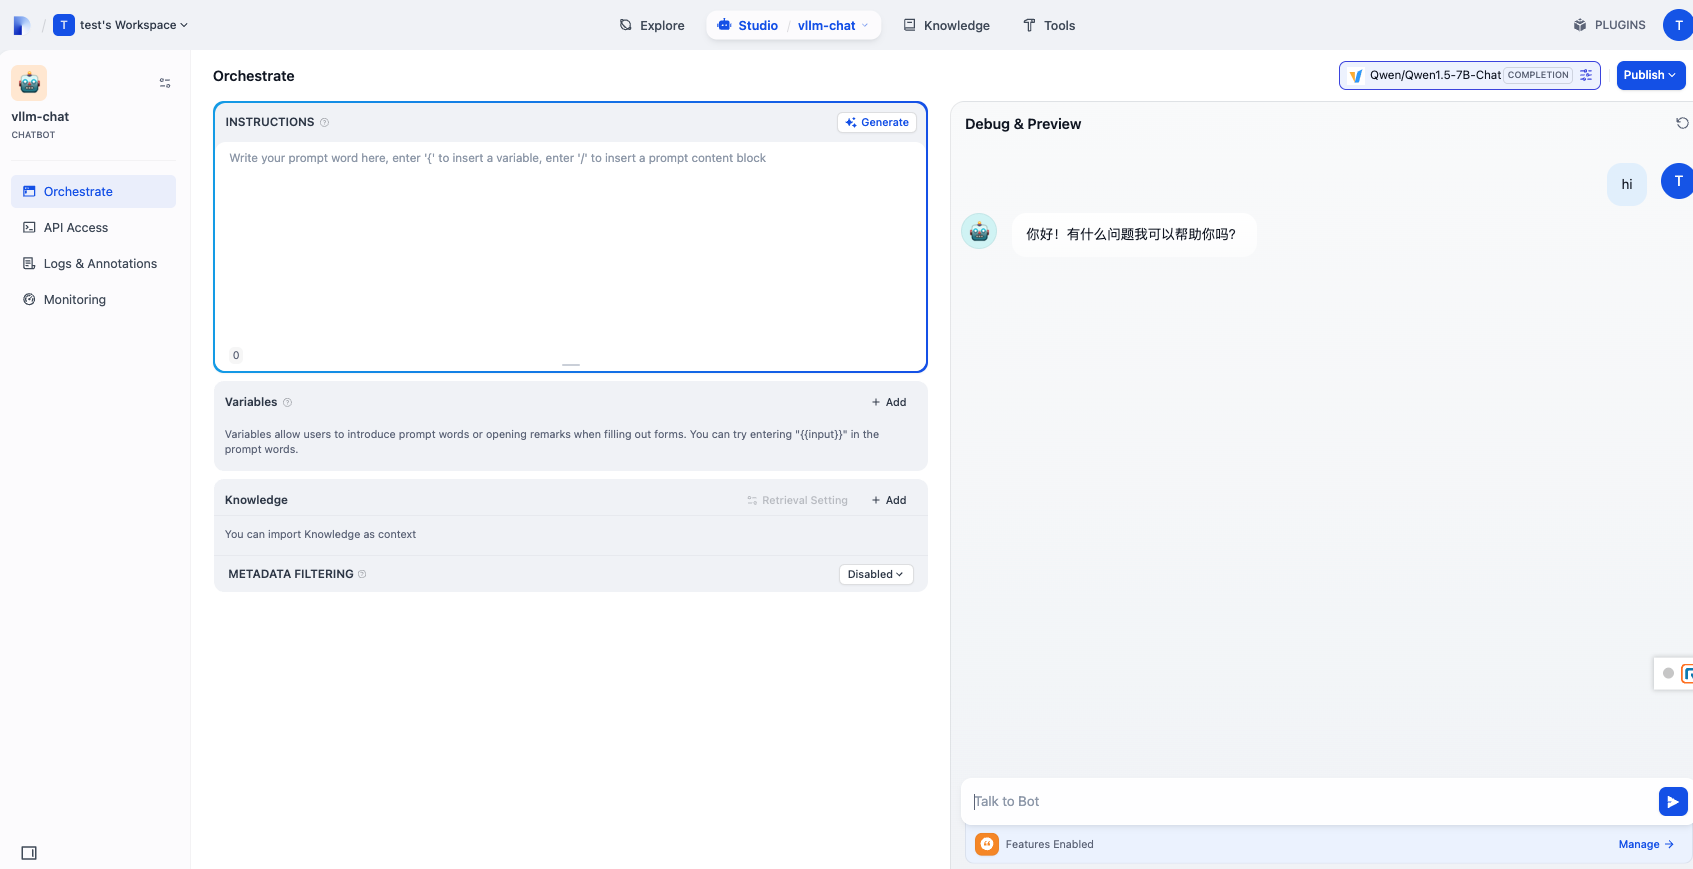 T test's Workspace
Explore
Studio / vllm-chat
Knowledge
Tools
PLUGINS
T
vllm-chat
CHATBOT
Orchestrate
API Access
Logs & Annotations
Monitoring
Orchestrate
Qwen/Qwen1.5-7B-Chat COMPLETION
Publish
INSTRUCTIONS
Generate
Write your prompt word here, enter '{' to insert a variable, enter '/' to insert a prompt content block
0
Variables
+ Add
Variables allow users to introduce prompt words or opening remarks when filling out forms. You can try entering "{{input}}" in the
prompt words.
Knowledge
Retrieval Setting
+ Add
You can import Knowledge as context
METADATA FILTERING
Disabled
Debug & Preview
hi
T
你好！有什么问题我可以帮助你吗？
Talk to Bot
Features Enabled
Manage →